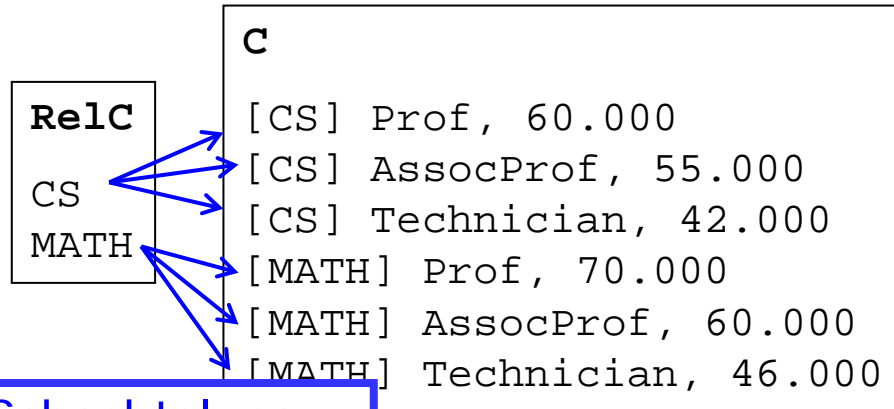 RelC
CS
MATH
C
[CS] Prof, 60.000
[CS] AssocProf, 55.000
[CS] Technician, 42.000
[MATH] Prof, 70.000
[MATH] AssocProf, 60.000
[MATH] Technician, 46.000